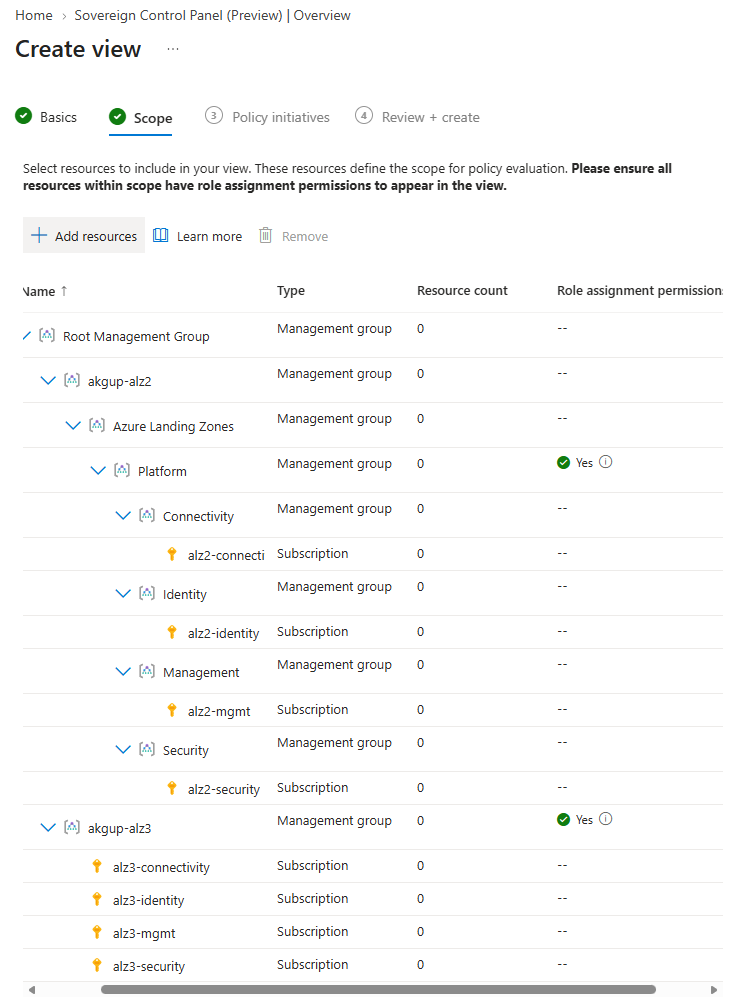 Home > Sovereign Control Panel (Preview) | Overview
Create view ...
Basics Scope 3 Policy initiatives 4 Review + create
Select resources to include in your view. These resources define the scope for policy evaluation. Please ensure all
resources within scope have role assignment permissions to appear in the view.
Add resources Learn more Remove
Name ↑ Type Resource count Role assignment permission
Root Management Group Management group 0 --
akgup-alz2 Management group 0 --
Azure Landing Zones Management group 0 --
Platform Management group 0 Yes
Connectivity Management group 0 --
alz2-connecti Subscription 0 --
Identity Management group 0 --
alz2-identity Subscription 0 --
Management Management group 0 --
alz2-mgmt Subscription 0 --
Security Management group 0 --
alz2-security Subscription 0 --
akgup-alz3 Management group 0 Yes
alz3-connectivity Subscription 0 --
alz3-identity Subscription 0 --
alz3-mgmt Subscription 0 --
alz3-security Subscription 0 --